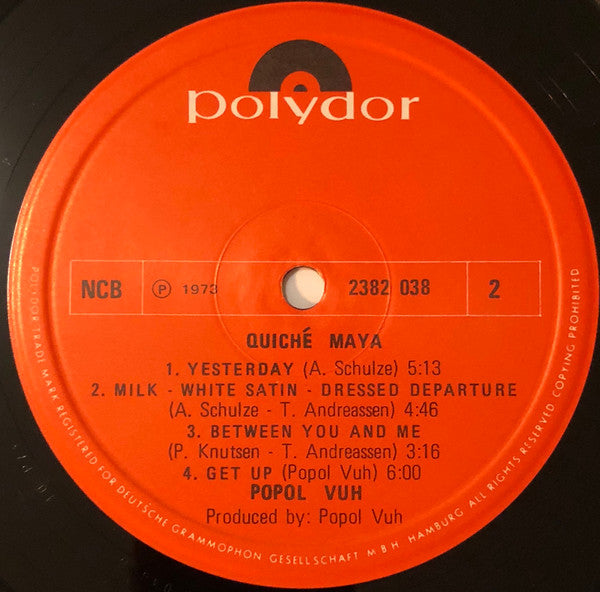 polydor
NCB
Ⓟ 1973
2382 038
2
QUICHÉ MAYA
1. YESTERDAY (A. Schulze) 5:13
2. MILK - WHITE SATIN - DRESSED DEPARTURE
(A. Schulze - T. Andreassen) 4:46
3. BETWEEN YOU AND ME
(P. Knutsen - T. Andreassen) 3:16
4. GET UP (Popol Vuh) 6:00
POPOL VUH
Produced by: Popol Vuh
POLYDOR TRADE MARK REGISTERED FOR DEUTSCHE GRAMMOPHON GESELLSCHAFT M B H HAMBURG ALL RIGHTS RESERVED COPYING PROHIBITED